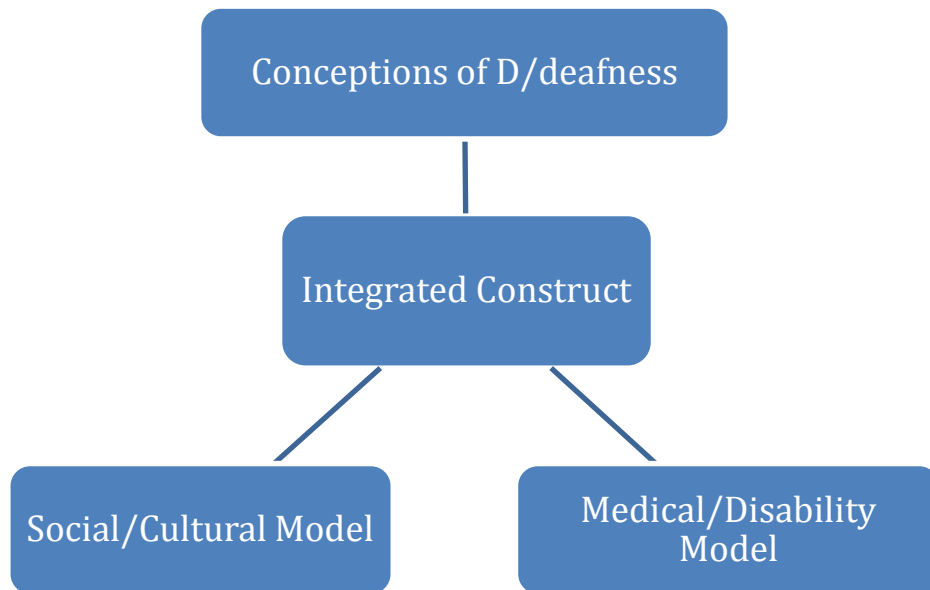 Conceptions of D/deafness
Integrated Construct
Social/Cultural Model
Medical/Disability
Model